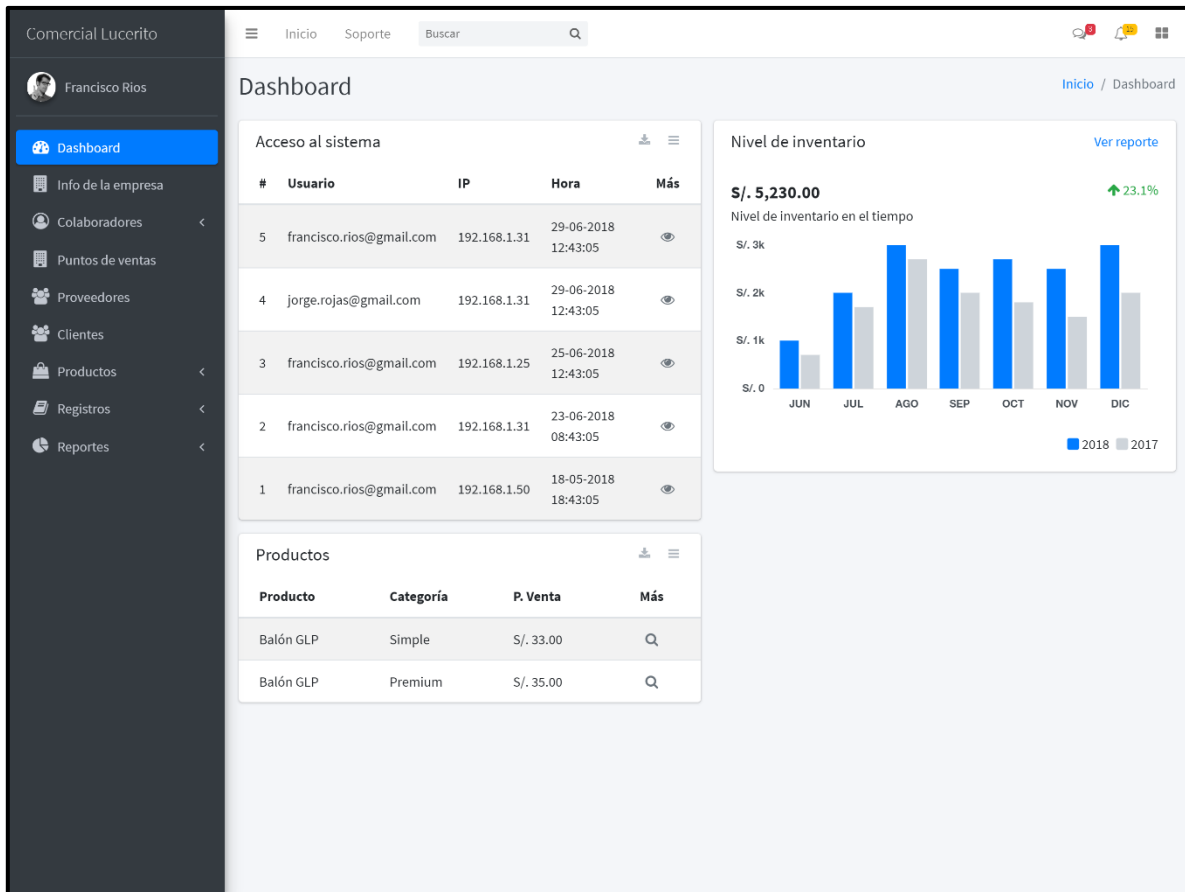 Comercial Lucerito
Inicio Soporte Buscar 3 15
Francisco Rios
Dashboard
Info de la empresa
Colaboradores
Puntos de ventas
Proveedores
Clientes
Productos
Registros
Reportes
Dashboard
Inicio / Dashboard
Acceso al sistema
# Usuario IP Hora Más
5 francisco.rios@gmail.com 192.168.1.31 29-06-2018
12:43:05
4 jorge.rojas@gmail.com 192.168.1.31 29-06-2018
12:43:05
3 francisco.rios@gmail.com 192.168.1.25 25-06-2018
12:43:05
2 francisco.rios@gmail.com 192.168.1.31 23-06-2018
08:43:05
1 francisco.rios@gmail.com 192.168.1.50 18-05-2018
18:43:05
Productos
Producto Categoría P. Venta Más
Balón GLP Simple S/. 33.00
Balón GLP Premium S/. 35.00
Nivel de inventario Ver reporte
S/. 5,230.00 23.1%
Nivel de inventario en el tiempo
S/. 3k
S/. 2k
S/. 1k
S/. 0
JUN JUL AGO SEP OCT NOV DIC
2018 2017